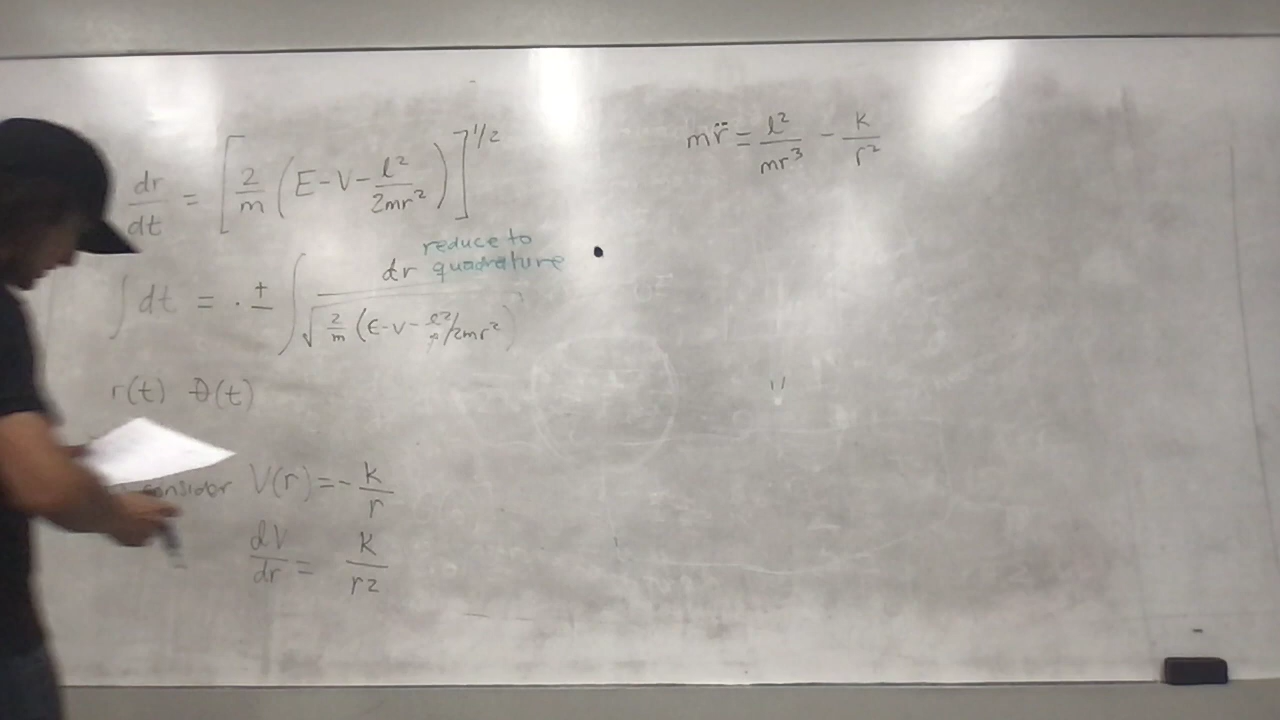 dr/dt = [2/m (E-V-ℓ²/2mr²)]^1/2
reduce to
quadrature
∫dt = . ± ∫ dr/√(2/m (E-V-ℓ²/2mr²))
r(t) θ(t)
consider V(r)=-k/r
dV/dr = k/r2
mr̈ = ℓ²/mr³ - k/r²